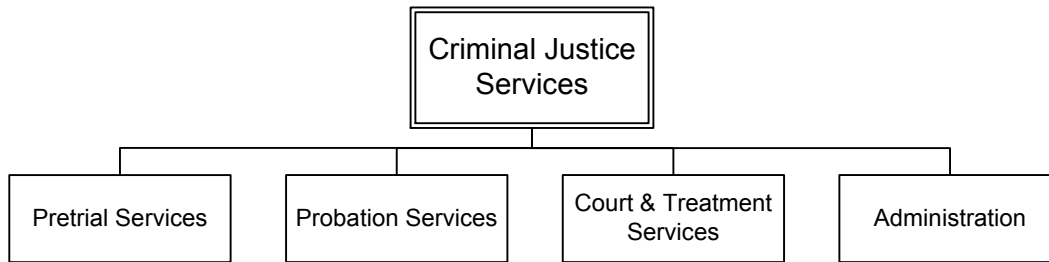 Criminal Justice
Services
Pretrial Services
Probation Services
Court & Treatment
Services
Administration